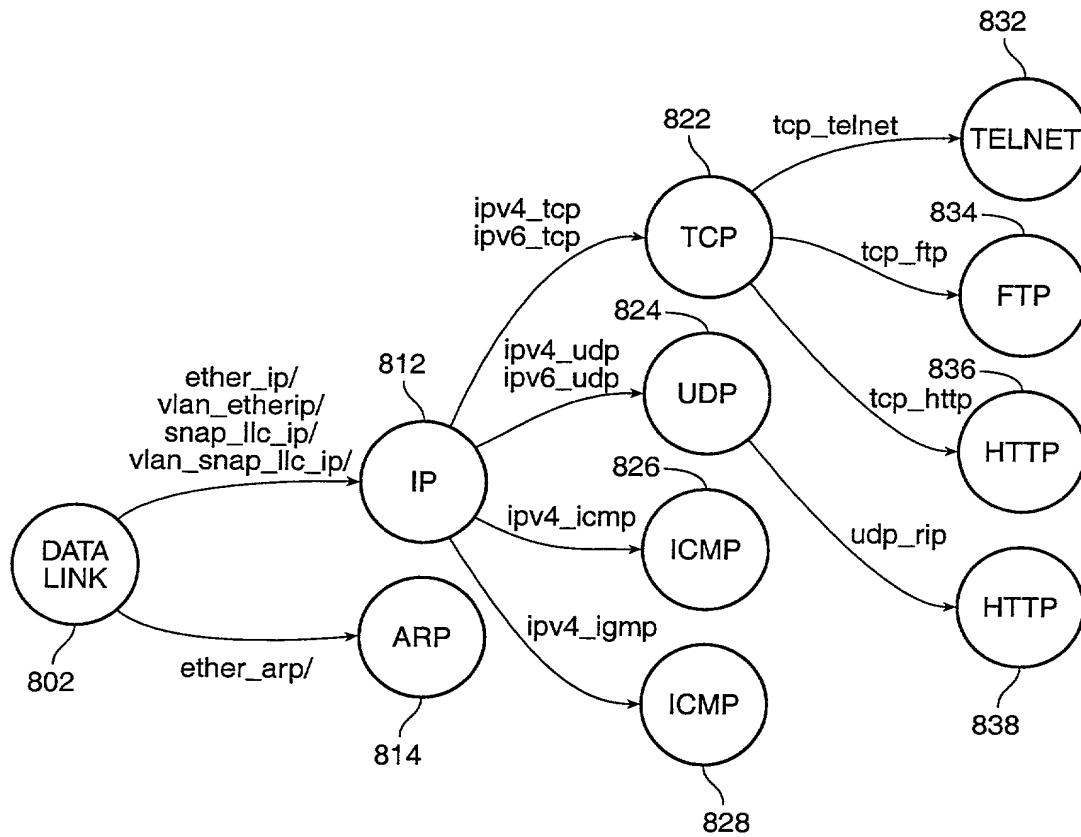 832
TELNET
tcp_telnet
822
TCP
ipv4_tcp
ipv6_tcp
834
tcp_ftp
FTP
824
ipv4_udp
ipv6_udp
UDP
836
tcp_http
HTTP
812
ether_ip/
vlan_etherip/
snap_llc_ip/
vlan_snap_llc_ip/
IP
826
ipv4_icmp
ICMP
udp_rip
HTTP
838
DATA
LINK
802
ether_arp/
ARP
814
ipv4_igmp
ICMP
828